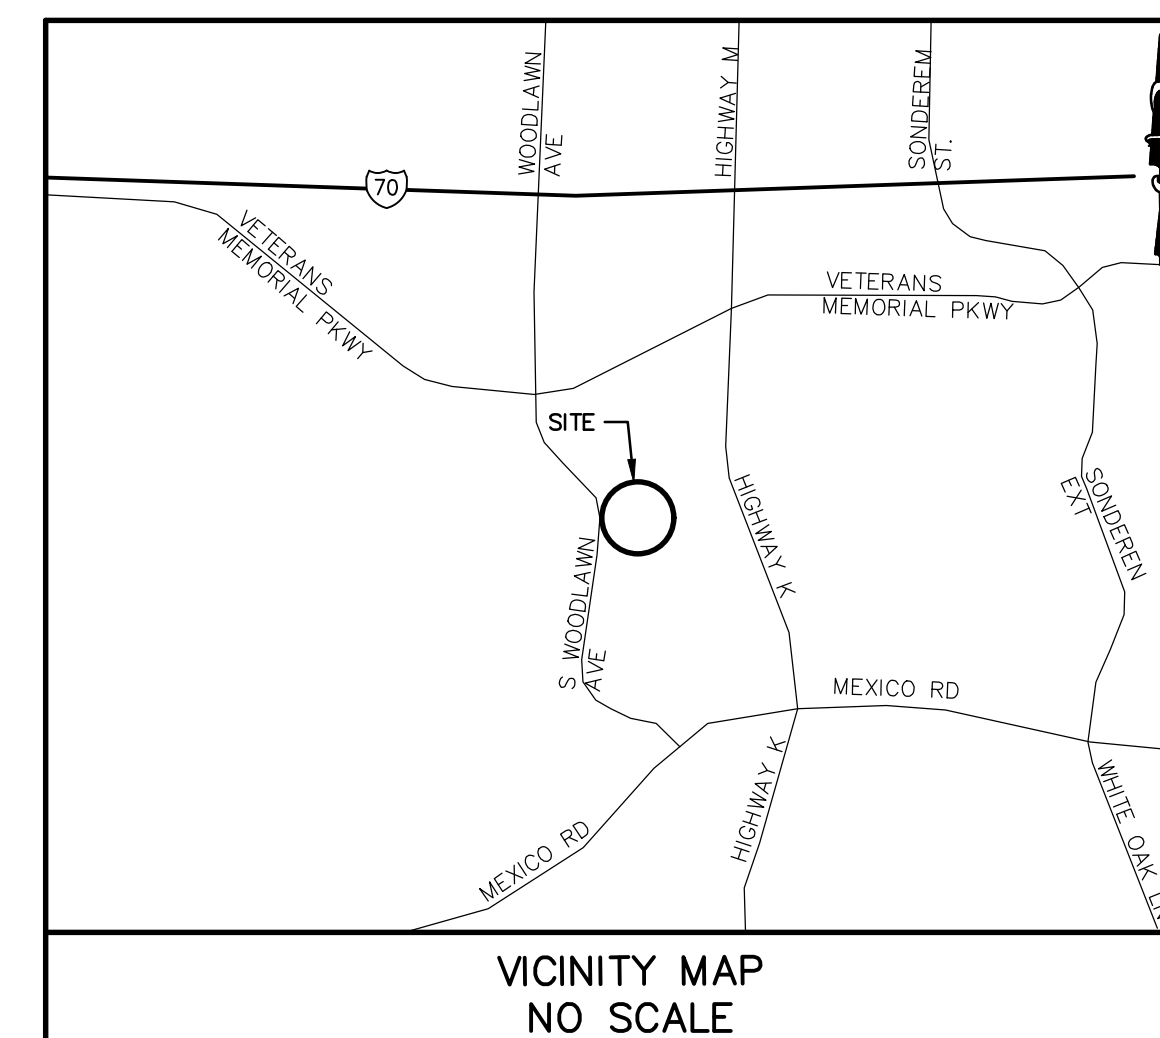 WOODLAWN
AVE
HIGHWAY M
SONDEREM
ST.
70
VETERANS
MEMORIAL PKWY
VETERANS
MEMORIAL PKWY
SITE
HIGHWAY K
SONDEREN
EXT
S WOODLAWN
AVE
MEXICO RD
HIGHWAY K
WHITE OAK LN
MEXICO RD
VICINITY MAP
NO SCALE